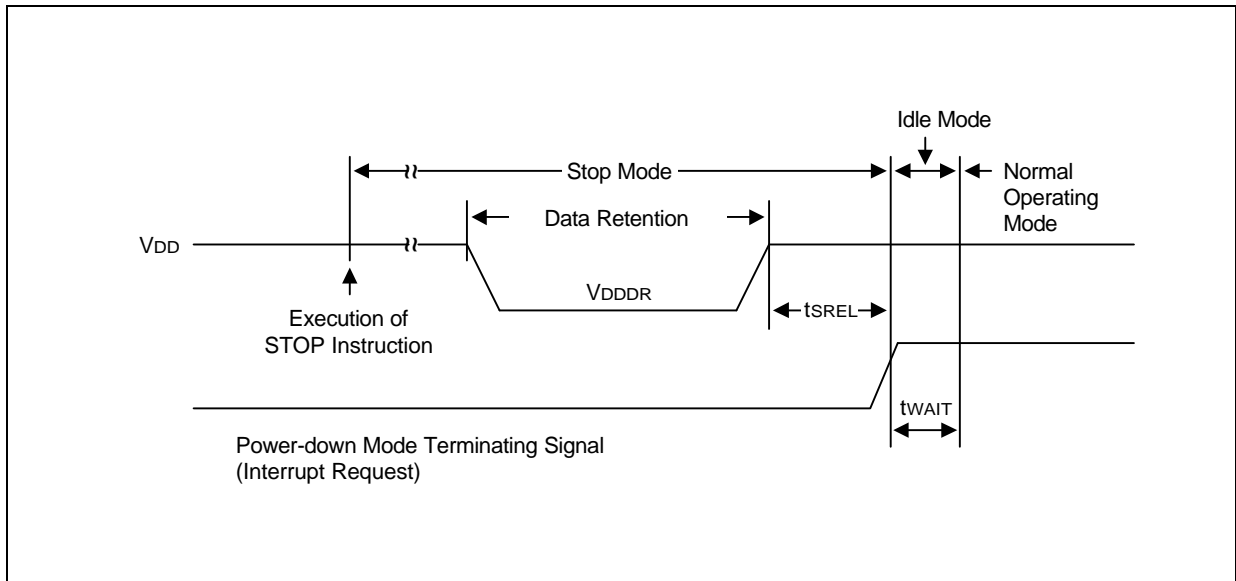 Idle Mode
Stop Mode
Normal
Operating
Mode
Data Retention
VDD
VDDDR
tSREL
Execution of
STOP Instruction
tWAIT
Power-down Mode Terminating Signal
(Interrupt Request)